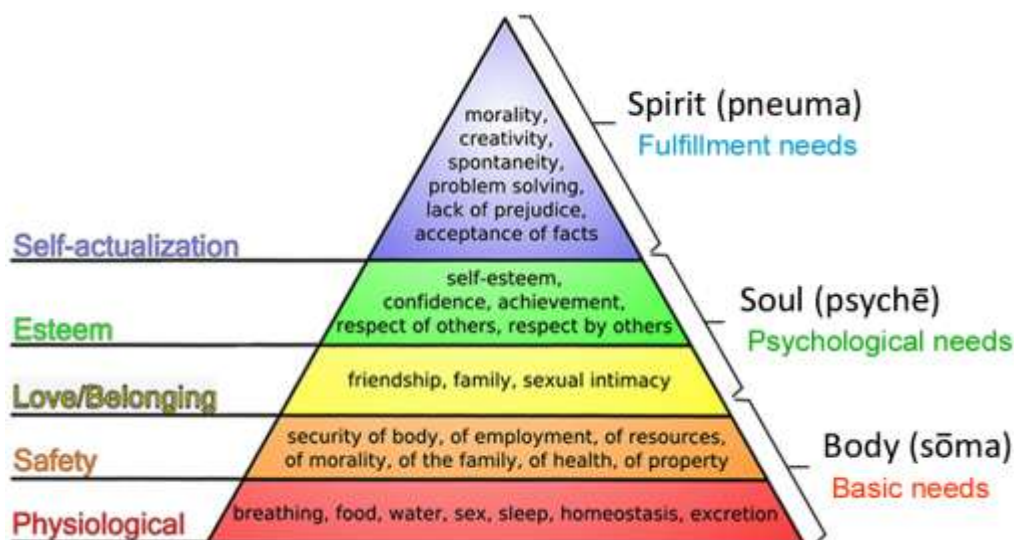 morality,
creativity,
spontaneity,
problem solving,
lack of prejudice,
acceptance of facts
Self-actualization
Spirit (pneuma)
Fulfillment needs
self-esteem,
confidence, achievement,
respect of others, respect by others
Esteem
Soul (psychē)
Psychological needs
friendship, family, sexual intimacy
Love/Belonging
security of body, of employment, of resources,
of morality, of the family, of health, of property
Safety
Body (sōma)
Basic needs
breathing, food, water, sex, sleep, homeostasis, excretion
Physiological